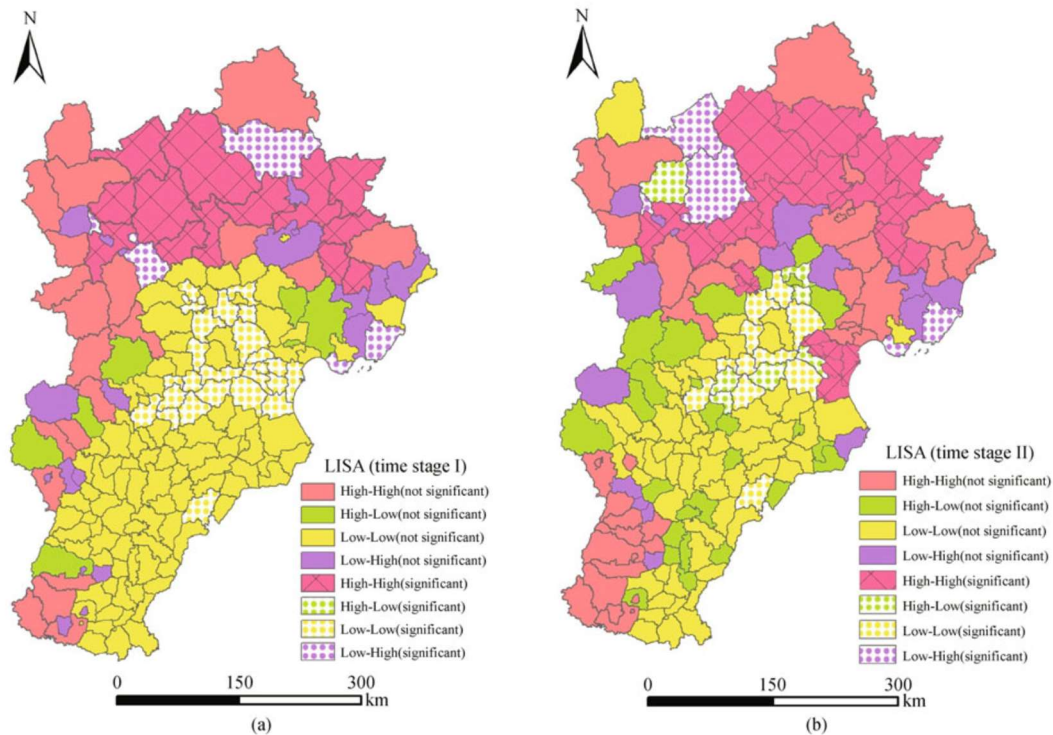 N
LISA (time stage I)
High-High(not significant)
High-Low(not significant)
Low-Low(not significant)
Low-High(not significant)
High-High(significant)
High-Low(significant)
Low-Low(significant)
Low-High(significant)
0 150 300
km
(a)
N
LISA (time stage II)
High-High(not significant)
High-Low(not significant)
Low-Low(not significant)
Low-High(not significant)
High-High(significant)
High-Low(significant)
Low-Low(significant)
Low-High(significant)
0 150 300
km
(b)